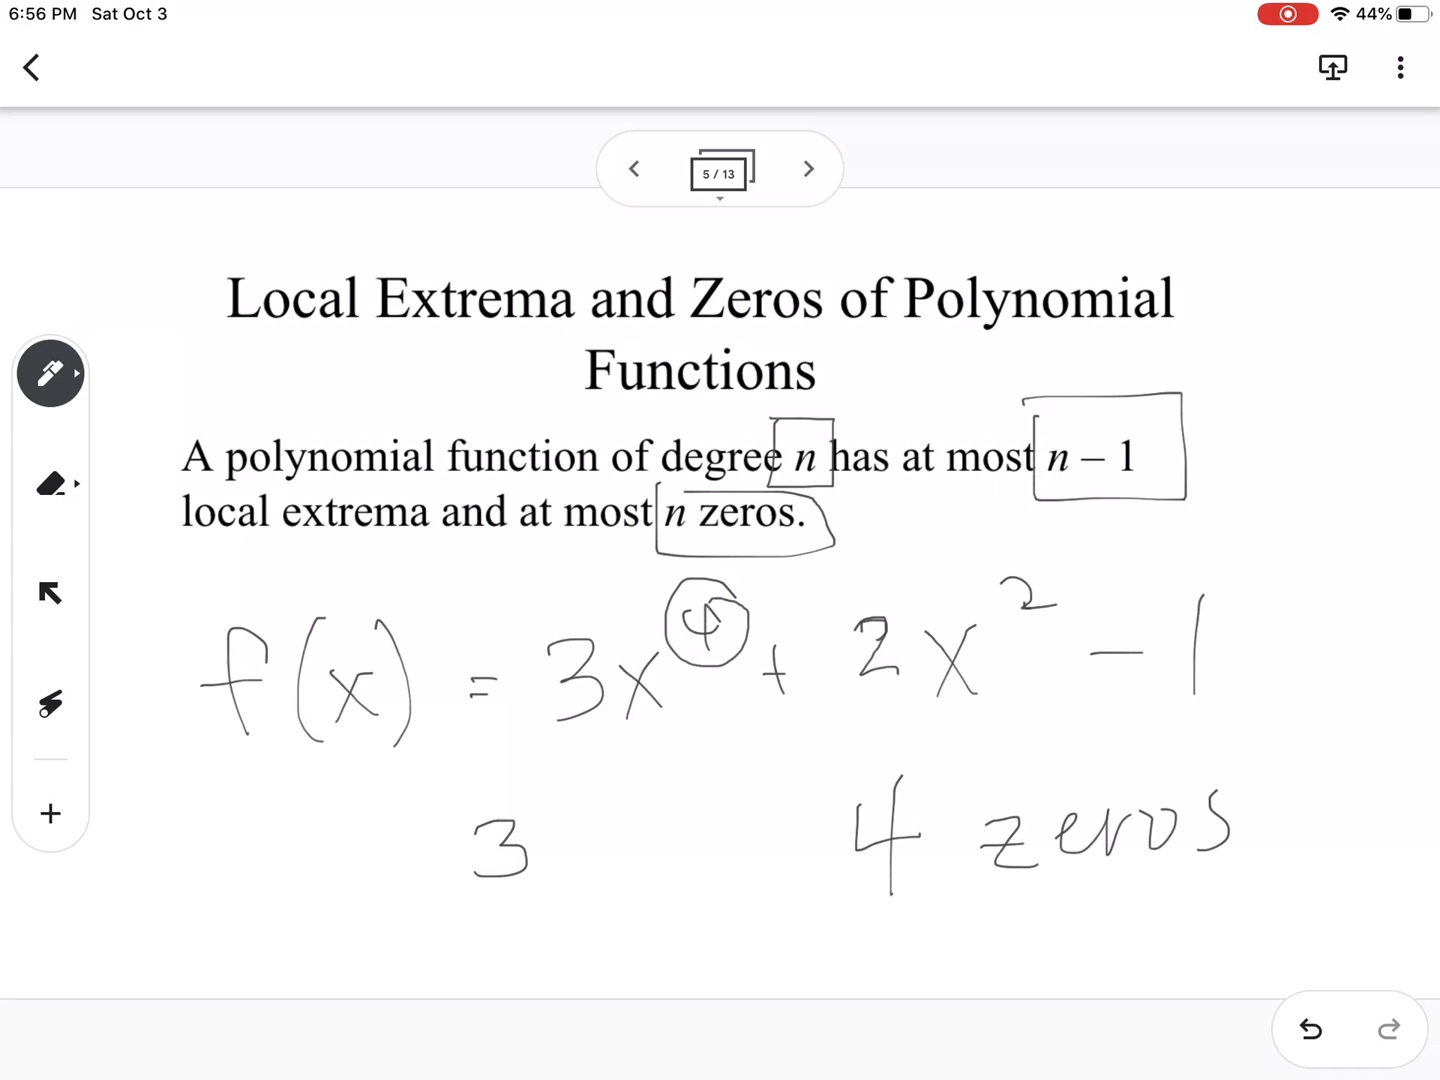 6:56 PM Sat Oct 3 44%
5 / 13
Local Extrema and Zeros of Polynomial
Functions
A polynomial function of degree n has at most n – 1
local extrema and at most n zeros.
f(x) = 3x⁴ + 2x² - 1
3 4 zeros